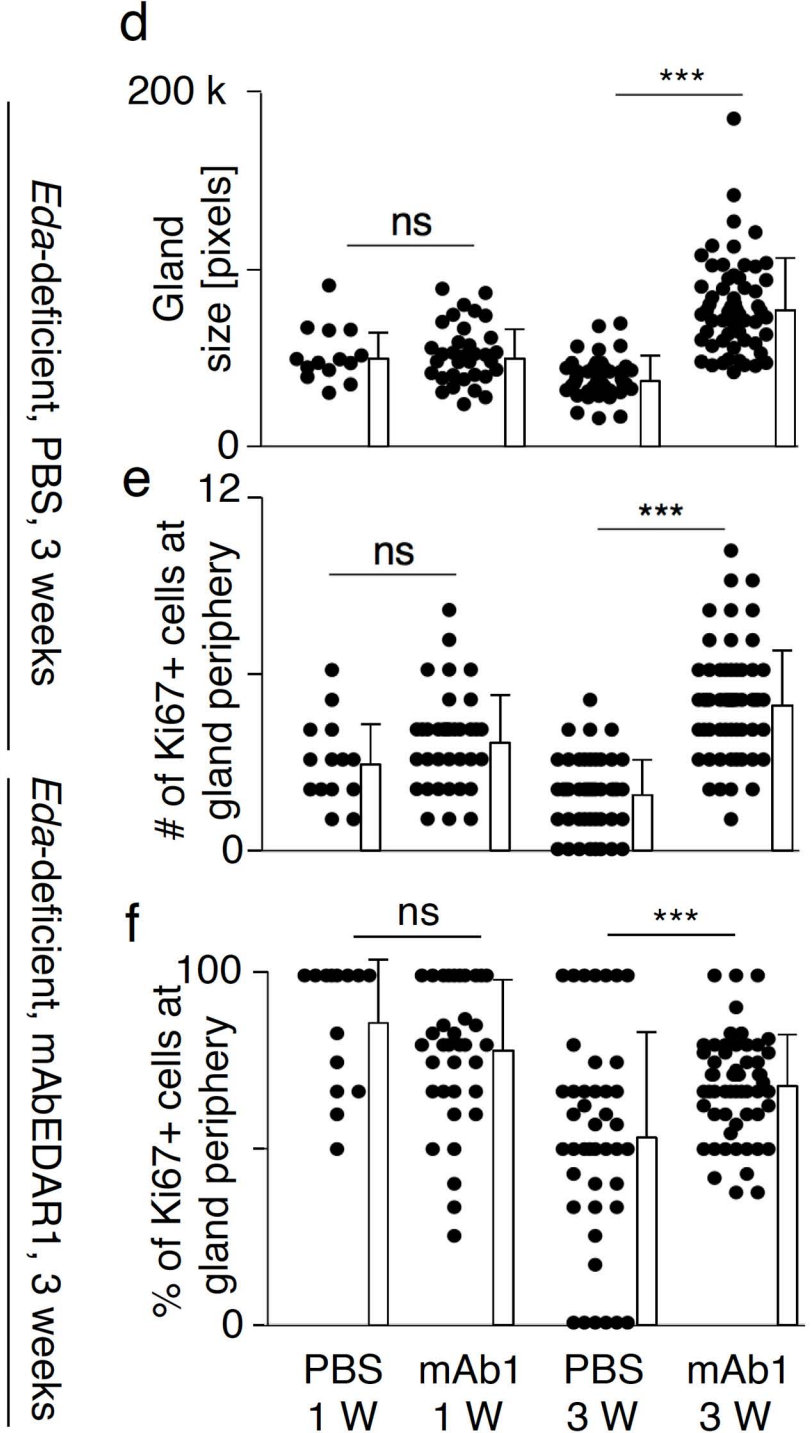 Eda-deficient, PBS, 3 weeks
Eda-deficient, mAbEDAR1, 3 weeks
d
200 k
Gland
size [pixels]
0
ns
***
e
12
# of Ki67+ cells at
gland periphery
0
ns
***
f
100
% of Ki67+ cells at
gland periphery
0
ns
***
PBS
1 W
mAb1
1 W
PBS
3 W
mAb1
3 W